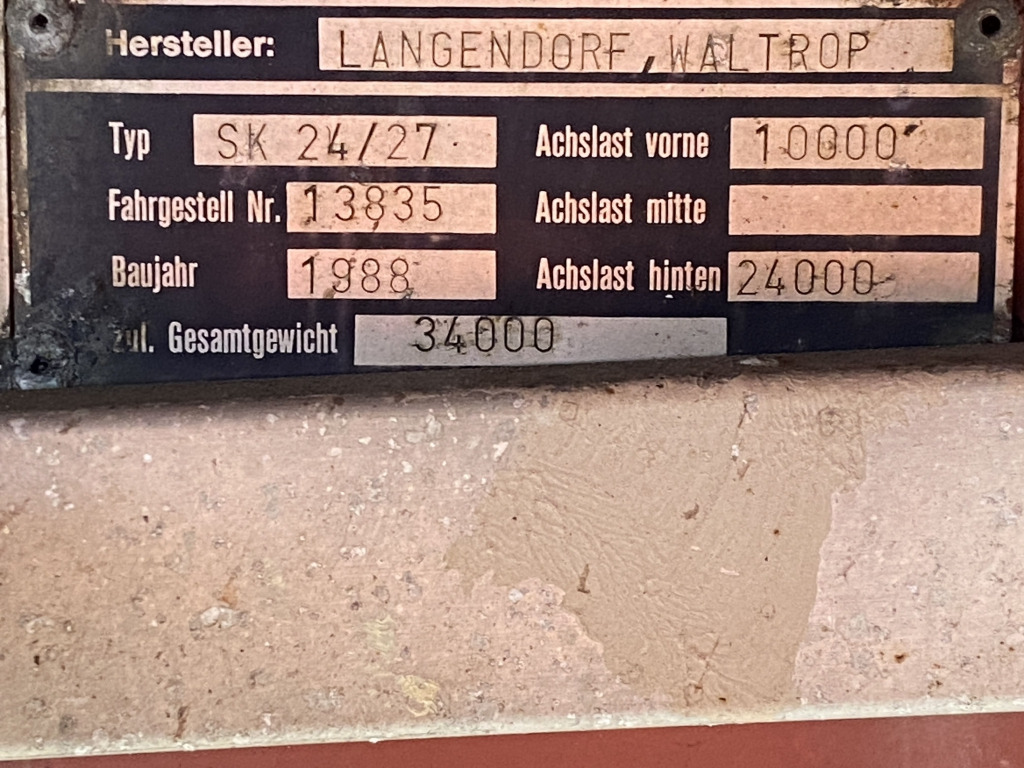 Hersteller: LANGENDORF, WALTROP
Typ SK 24/27 Achslast vorne 10000
Fahrgestell Nr. 13835 Achslast mitte
Baujahr 1988 Achslast hinten 24000
zul. Gesamtgewicht 34000